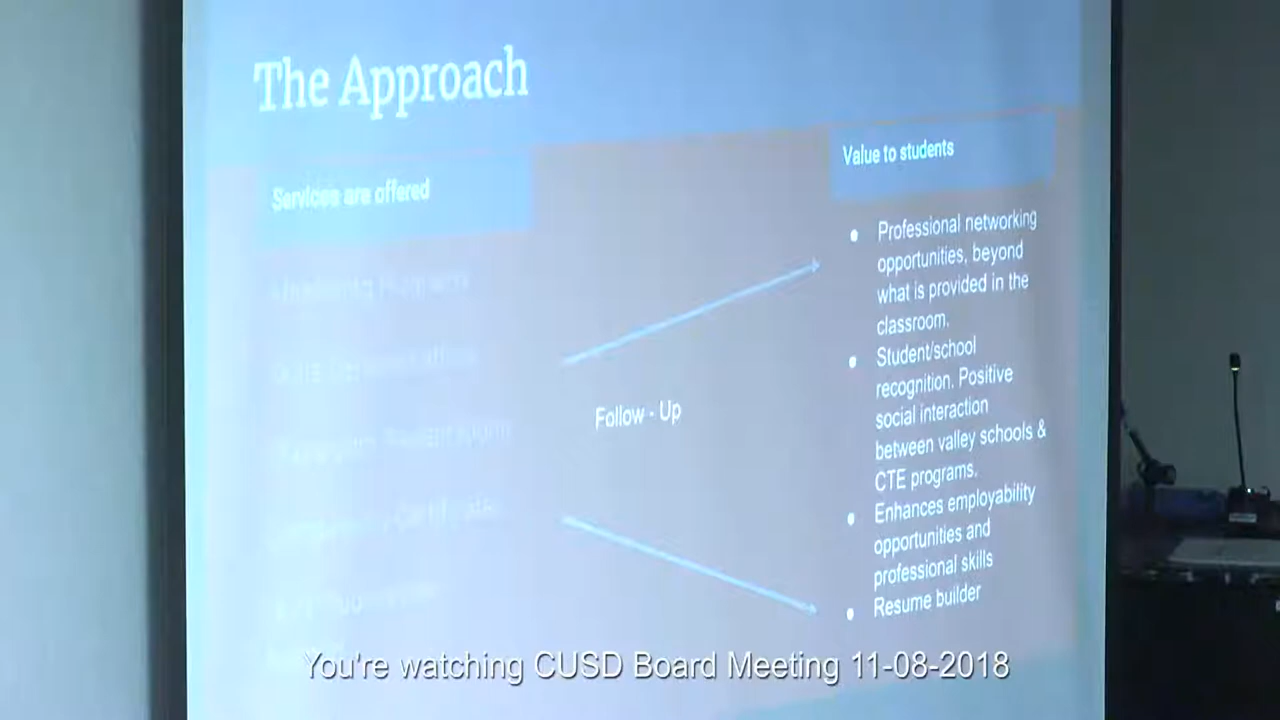 The Approach
Services are offered
Value to students
Follow - Up
Professional networking
opportunities, beyond
what is provided in the
classroom.
Student/school
recognition. Positive
social interaction
between valley schools &
CTE programs.
Enhances employability
opportunities and
professional skills
Resume builder
You're watching CUSD Board Meeting 11-08-2018